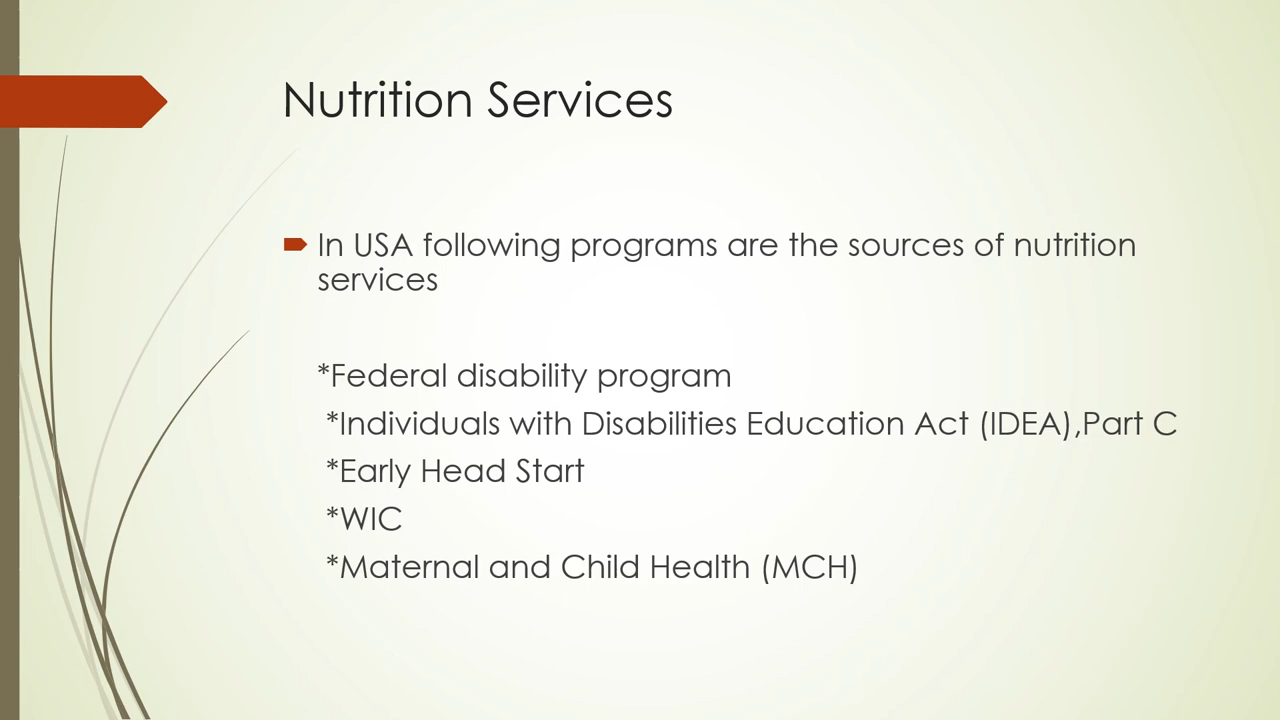 Nutrition Services
In USA following programs are the sources of nutrition
services
*Federal disability program
*Individuals with Disabilities Education Act (IDEA),Part C
*Early Head Start
*WIC
*Maternal and Child Health (MCH)